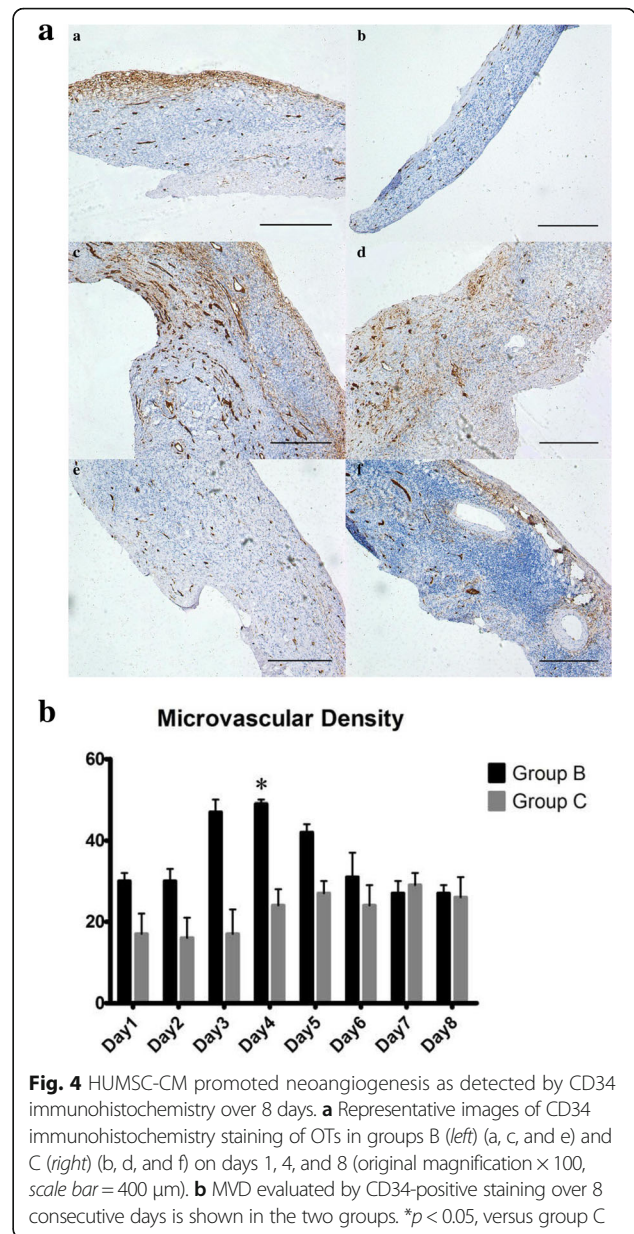 a
a
b
c
d
e
f
b
Microvascular Density
60
40
20
0
*
Group B
Group C
Day1
Day2
Day3
Day4
Day5
Day6
Day7
Day8
Fig. 4 HUMSC-CM promoted neoangiogenesis as detected by CD34
immunohistochemistry over 8 days. a Representative images of CD34
immunohistochemistry staining of OTs in groups B (left) (a, c, and e) and
C (right) (b, d, and f) on days 1, 4, and 8 (original magnification × 100,
scale bar = 400 μm). b MVD evaluated by CD34-positive staining over 8
consecutive days is shown in the two groups. *p < 0.05, versus group C